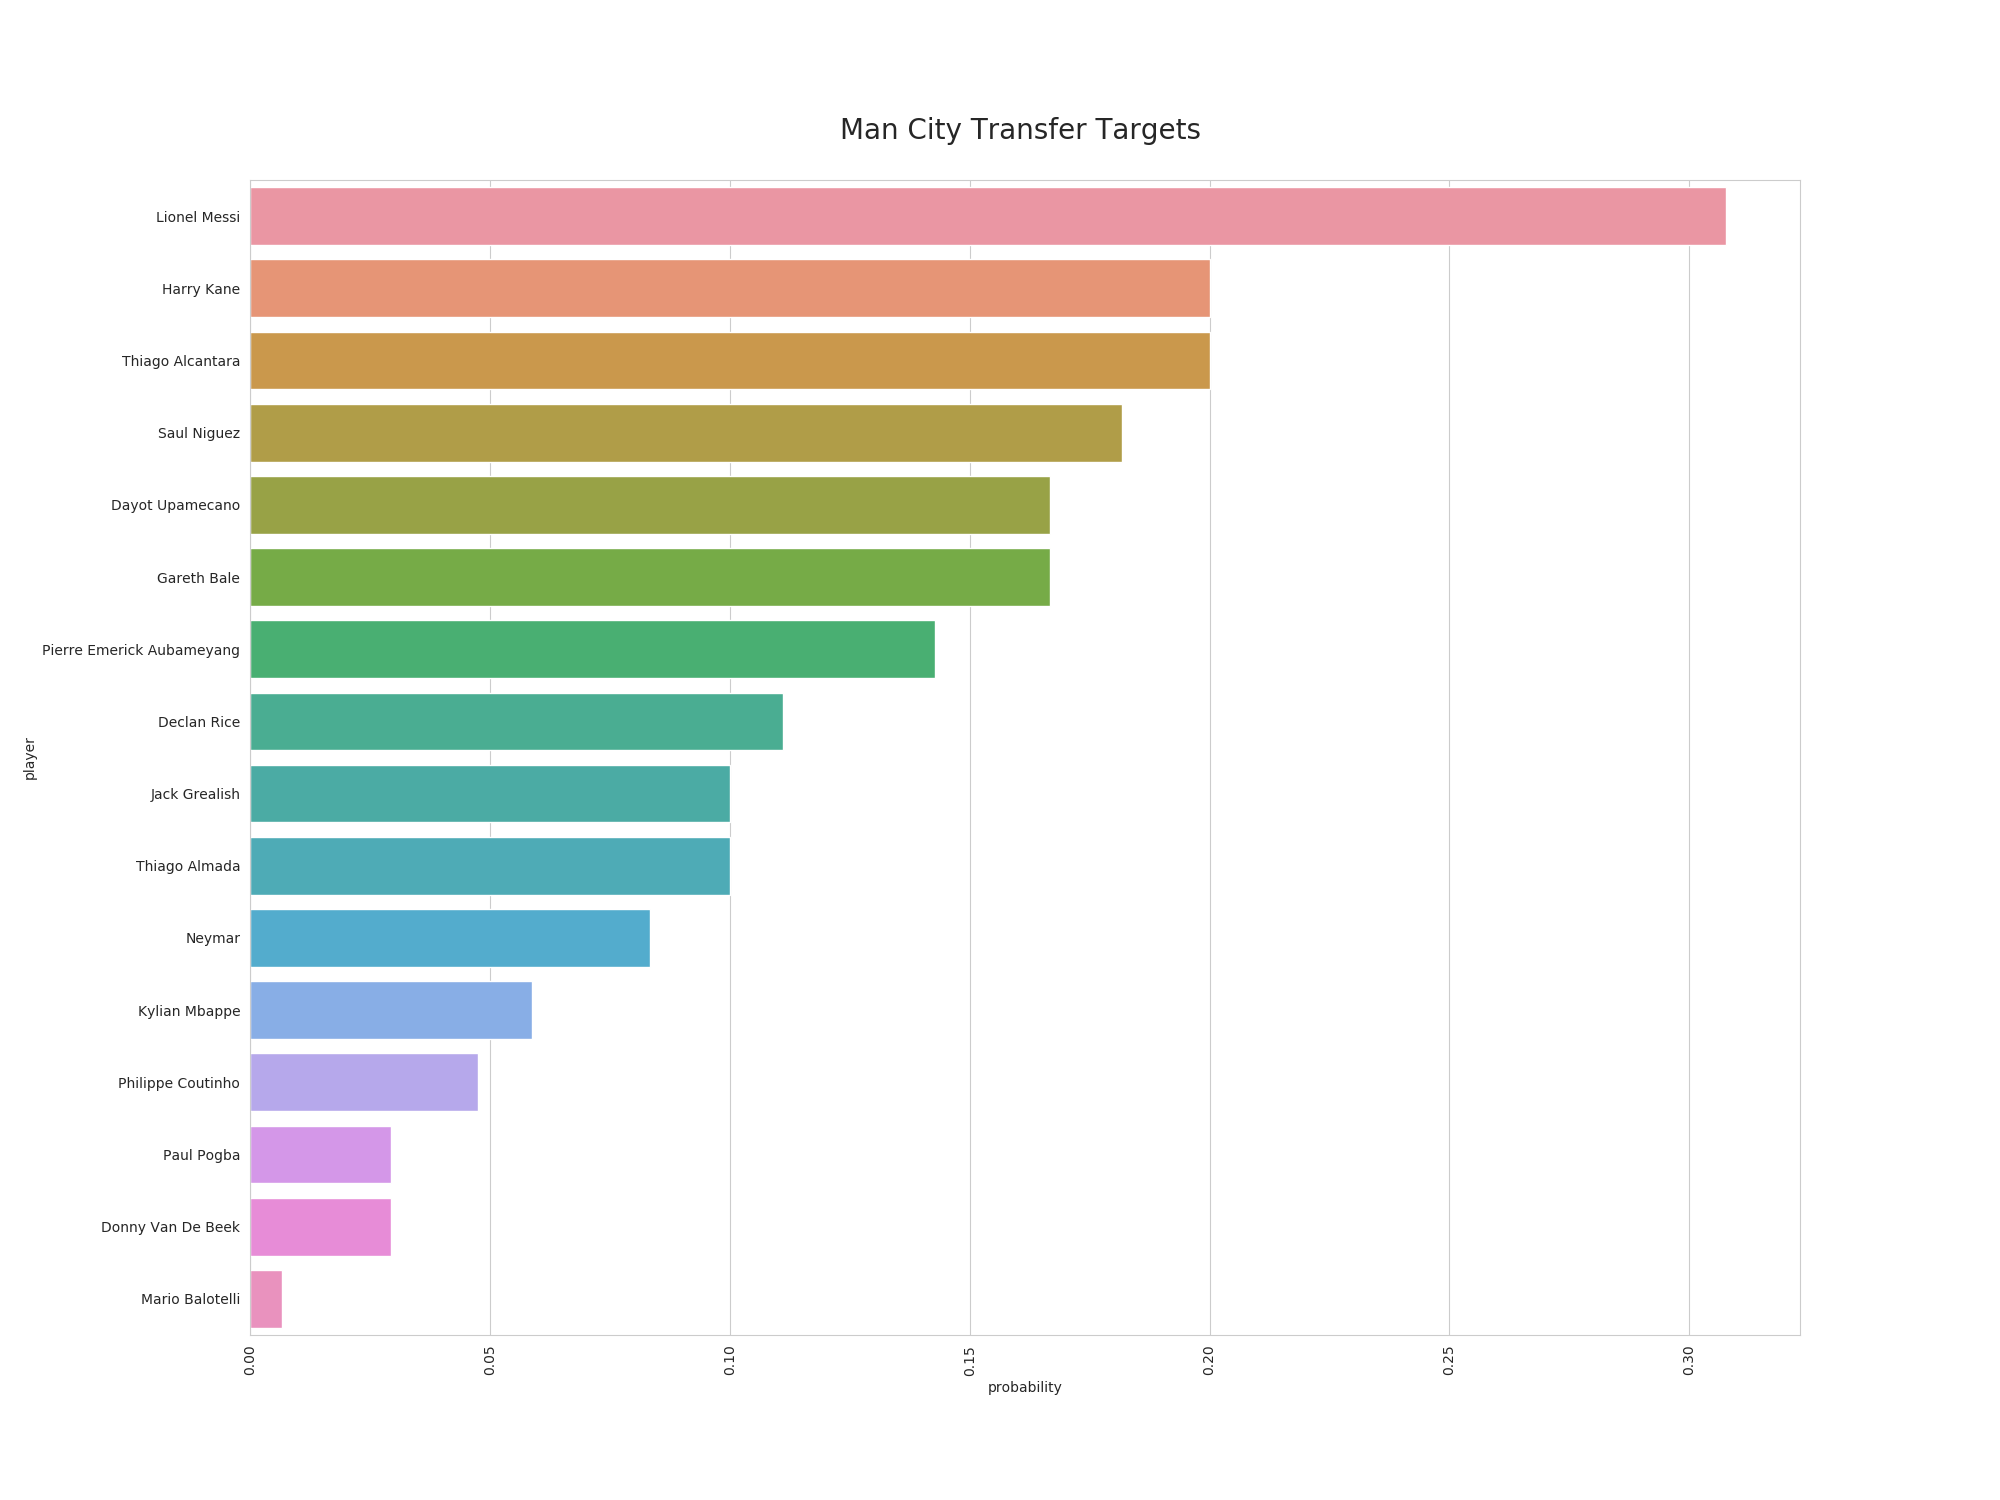 Man City Transfer Targets
Lionel Messi
Harry Kane
Thiago Alcantara
Saul Niguez
Dayot Upamecano
Gareth Bale
Pierre Emerick Aubameyang
Declan Rice
Jack Grealish
Thiago Almada
Neymar
Kylian Mbappe
Philippe Coutinho
Paul Pogba
Donny Van De Beek
Mario Balotelli
player
0.00
0.05
0.10
0.15
0.20
0.25
0.30
probability